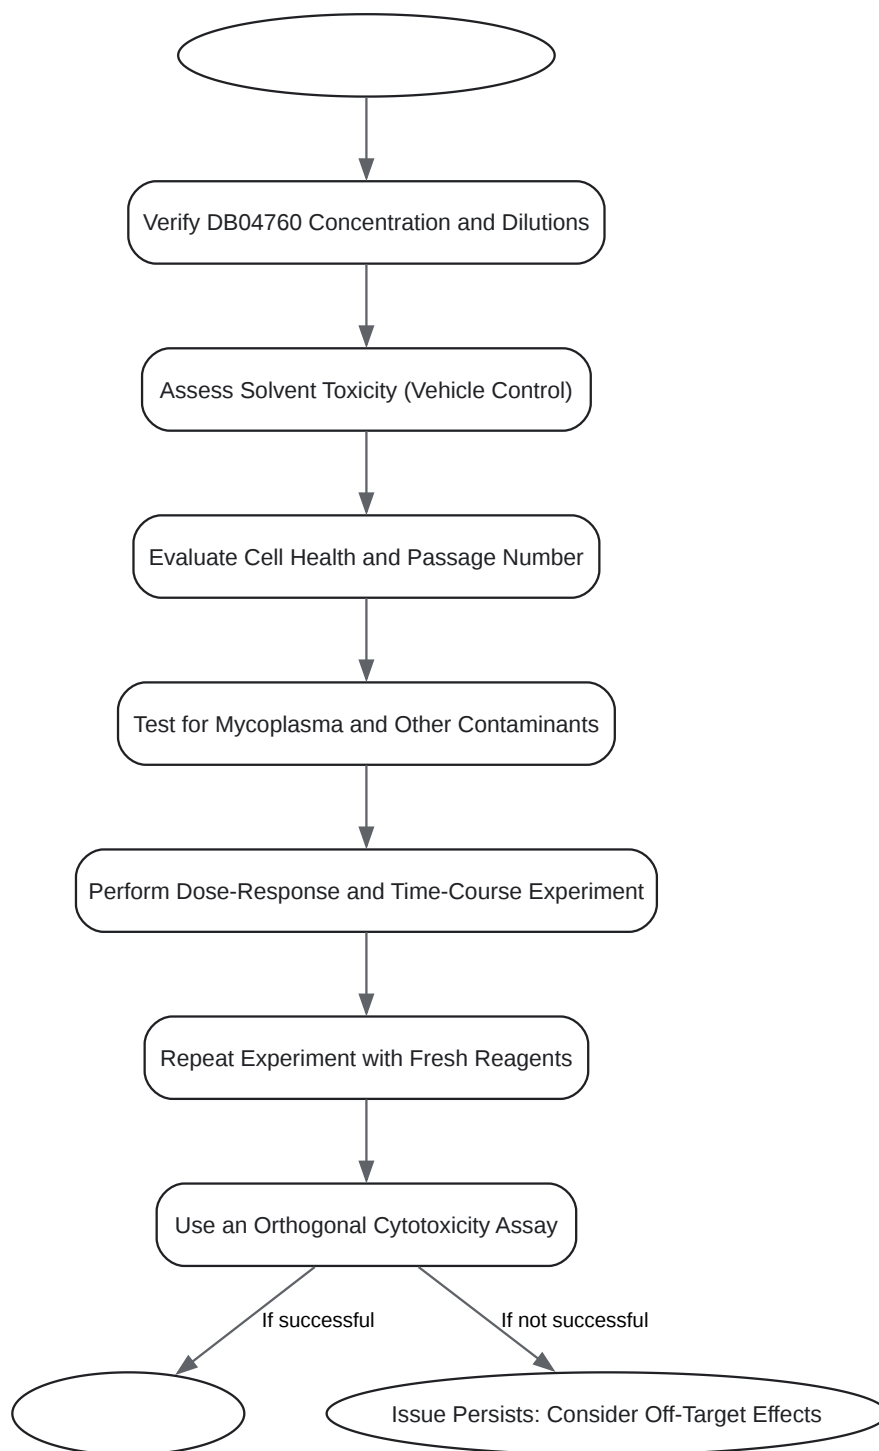 Verify DB04760 Concentration and Dilutions
Assess Solvent Toxicity (Vehicle Control)
Evaluate Cell Health and Passage Number
Test for Mycoplasma and Other Contaminants
Perform Dose-Response and Time-Course Experiment
Repeat Experiment with Fresh Reagents
Use an Orthogonal Cytotoxicity Assay
If successful
If not successful
Issue Persists: Consider Off-Target Effects